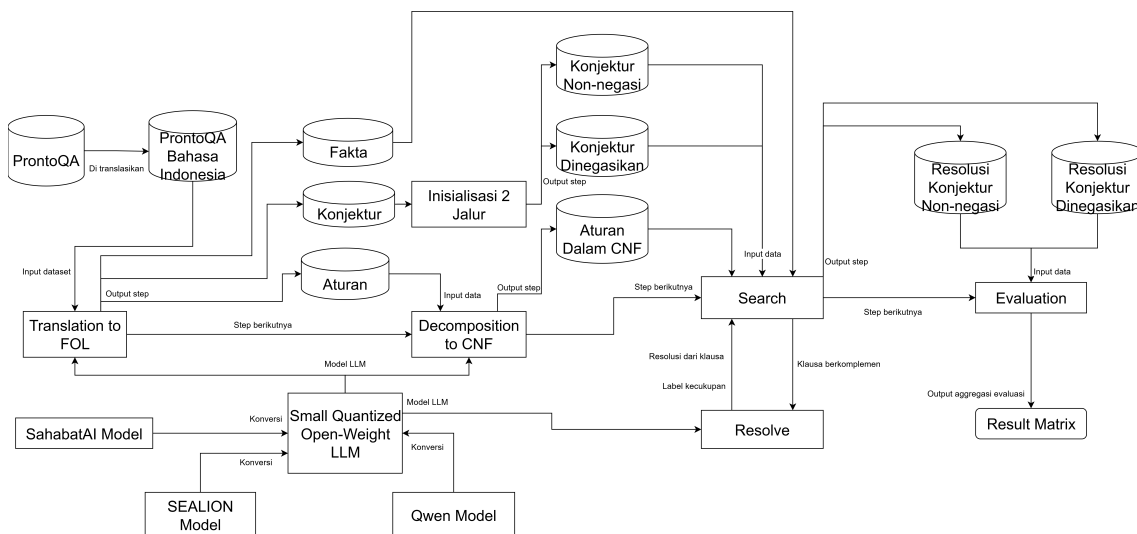 Konjektur
Non-negasi
ProntoQA
Di translasikan
ProntoQA
Bahasa
Indonesia
Fakta
Konjektur
Dinegasikan
Output step
Konjektur
Inisialisasi 2
Jalur
Aturan
Dalam CNF
Resolusi
Konjektur
Non-negasi
Resolusi
Konjektur
Dinegasikan
Input dataset
Output step
Aturan
Input data
Output step
Input data
Output step
Input data
Translation to
FOL
Step berikutnya
Decomposition
to CNF
Step berikutnya
Search
Step berikutnya
Evaluation
Model LLM
Resolusi dari klausa
Label kecukupan
Klausa berkomplemen
Output aggregasi evaluasi
SahabatAI Model
Konversi
Small Quantized
Open-Weight
LLM
Model LLM
Resolve
Result Matrix
Konversi
Konversi
SEALION
Model
Qwen Model